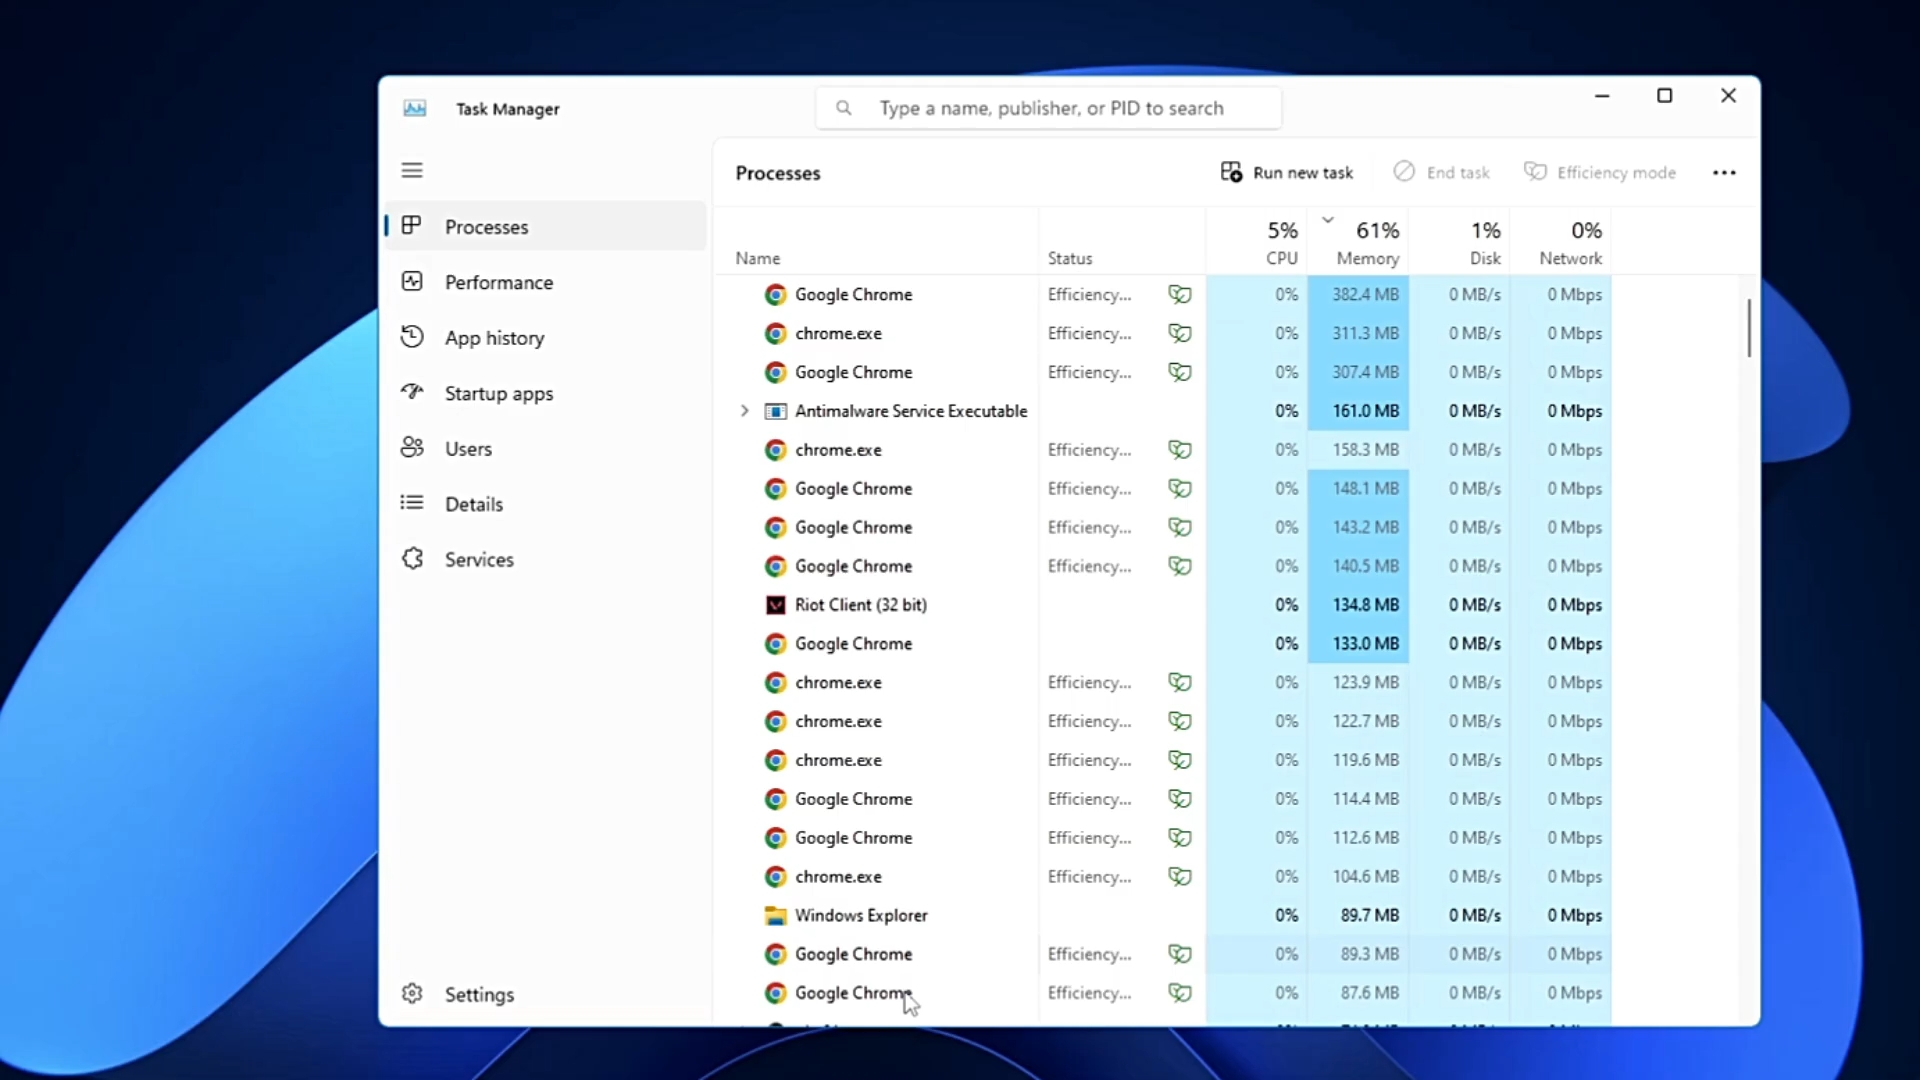 Task Manager
Type a name, publisher, or PID to search
Processes
Run new task
End task
Efficiency mode
Processes
Performance
App history
Startup apps
Users
Details
Services
Settings
5% 61% 1% 0%
Name Status CPU Memory Disk Network
Google Chrome Efficiency... 0% 382.4 MB 0 MB/s 0 Mbps
chrome.exe Efficiency... 0% 311.3 MB 0 MB/s 0 Mbps
Google Chrome Efficiency... 0% 307.4 MB 0 MB/s 0 Mbps
Antimalware Service Executable 0% 161.0 MB 0 MB/s 0 Mbps
chrome.exe Efficiency... 0% 158.3 MB 0 MB/s 0 Mbps
Google Chrome Efficiency... 0% 148.1 MB 0 MB/s 0 Mbps
Google Chrome Efficiency... 0% 143.2 MB 0 MB/s 0 Mbps
Google Chrome Efficiency... 0% 140.5 MB 0 MB/s 0 Mbps
Riot Client (32 bit) 0% 134.8 MB 0 MB/s 0 Mbps
Google Chrome 0% 133.0 MB 0 MB/s 0 Mbps
chrome.exe Efficiency... 0% 123.9 MB 0 MB/s 0 Mbps
chrome.exe Efficiency... 0% 122.7 MB 0 MB/s 0 Mbps
chrome.exe Efficiency... 0% 119.6 MB 0 MB/s 0 Mbps
Google Chrome Efficiency... 0% 114.4 MB 0 MB/s 0 Mbps
Google Chrome Efficiency... 0% 112.6 MB 0 MB/s 0 Mbps
chrome.exe Efficiency... 0% 104.6 MB 0 MB/s 0 Mbps
Windows Explorer 0% 89.7 MB 0 MB/s 0 Mbps
Google Chrome Efficiency... 0% 89.3 MB 0 MB/s 0 Mbps
Google Chrome Efficiency... 0% 87.6 MB 0 MB/s 0 Mbps